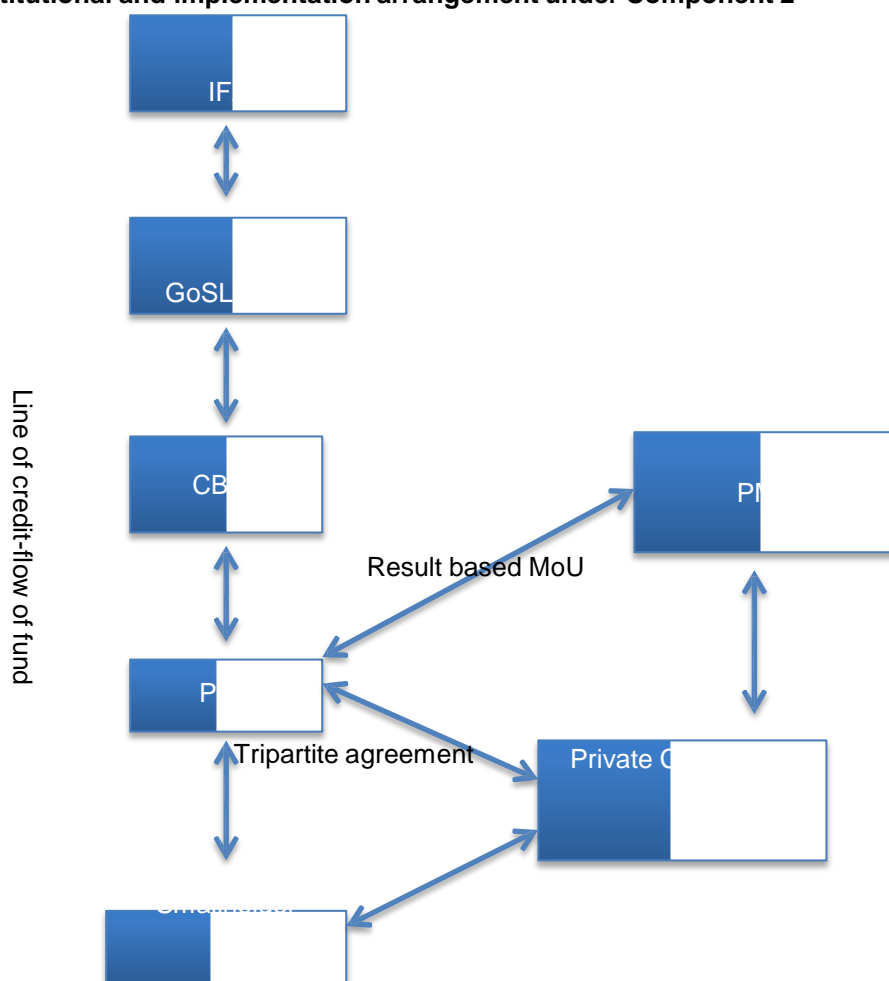 and implementation arrangement under Component 2
IF
GoSL
Line of credit-flow of fund
CB
P
Result based MoU
P
Tripartite agreement
Private